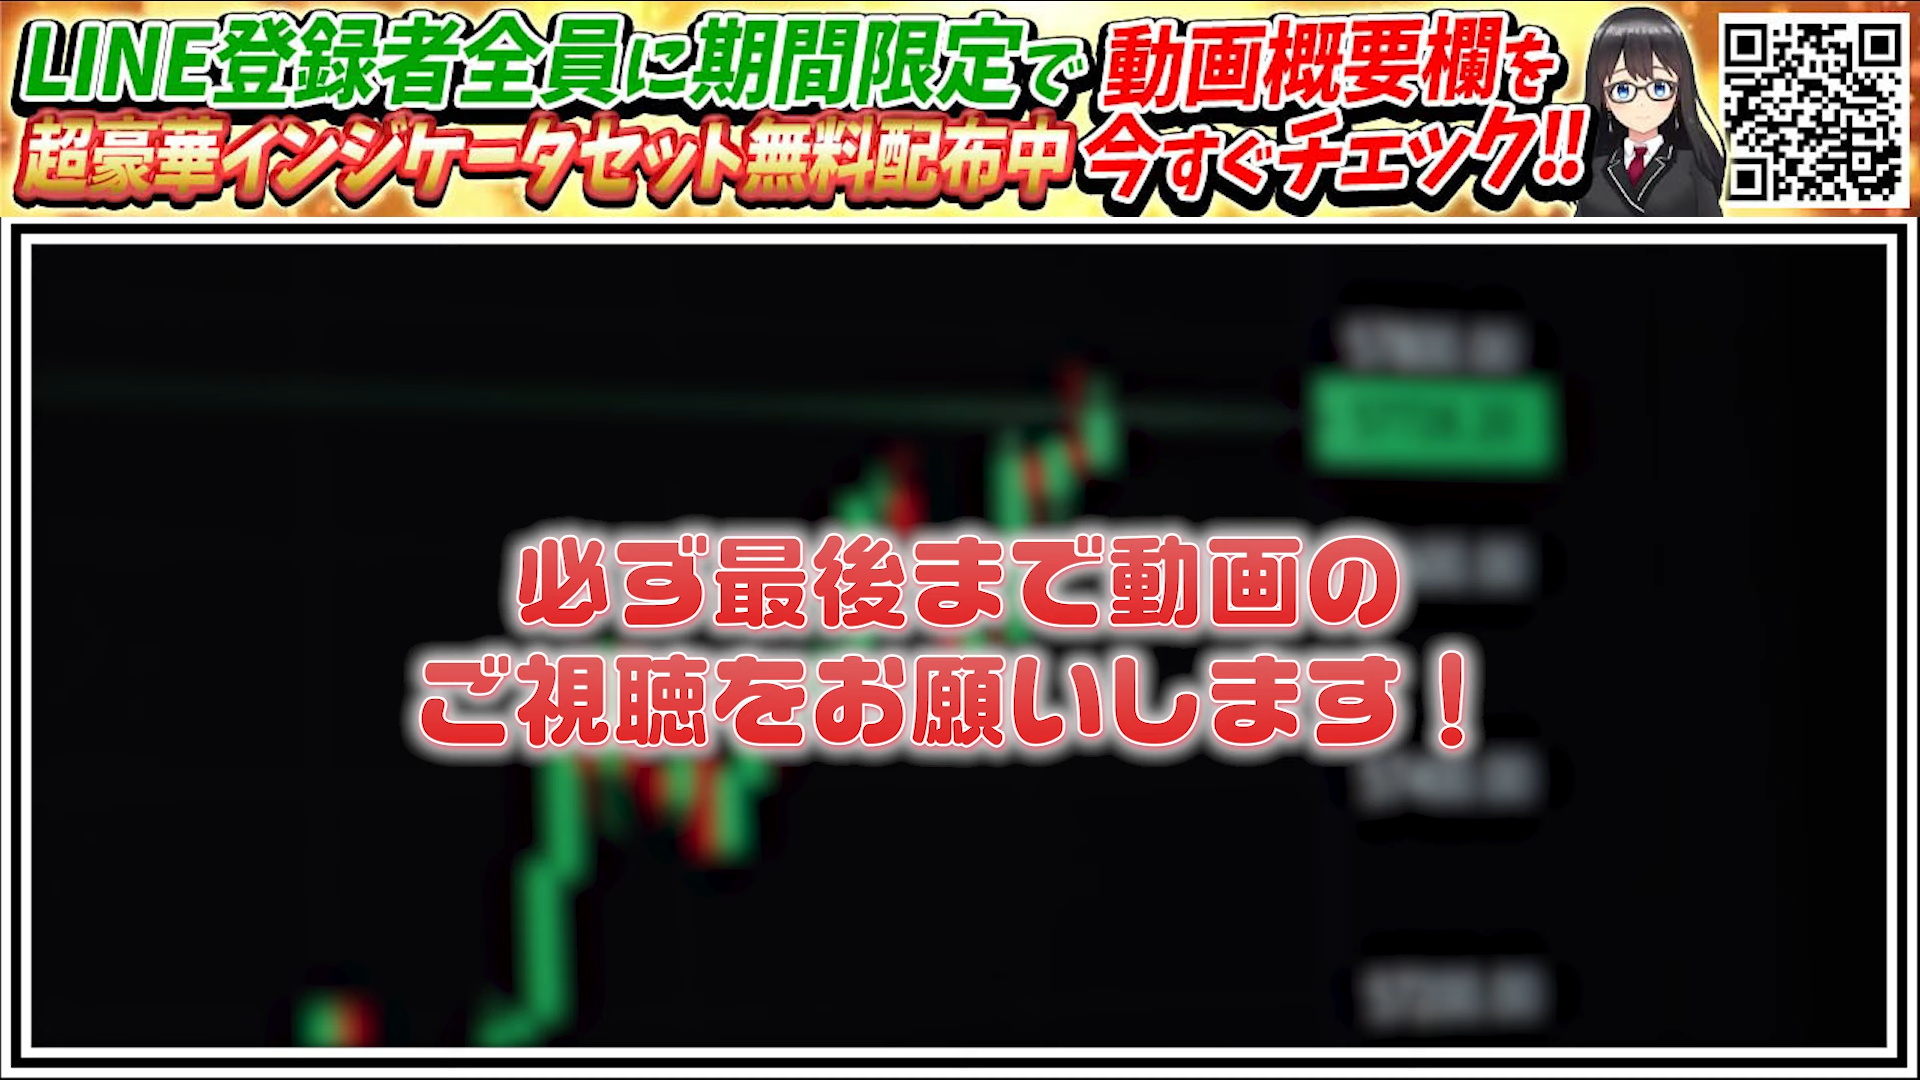 LINE登録者全員に期間限定で
超豪華インジケータセット無料配布中
動画概要欄を
今すぐチェック!!
必ず最後まで動画の
ご視聴をお願いします！